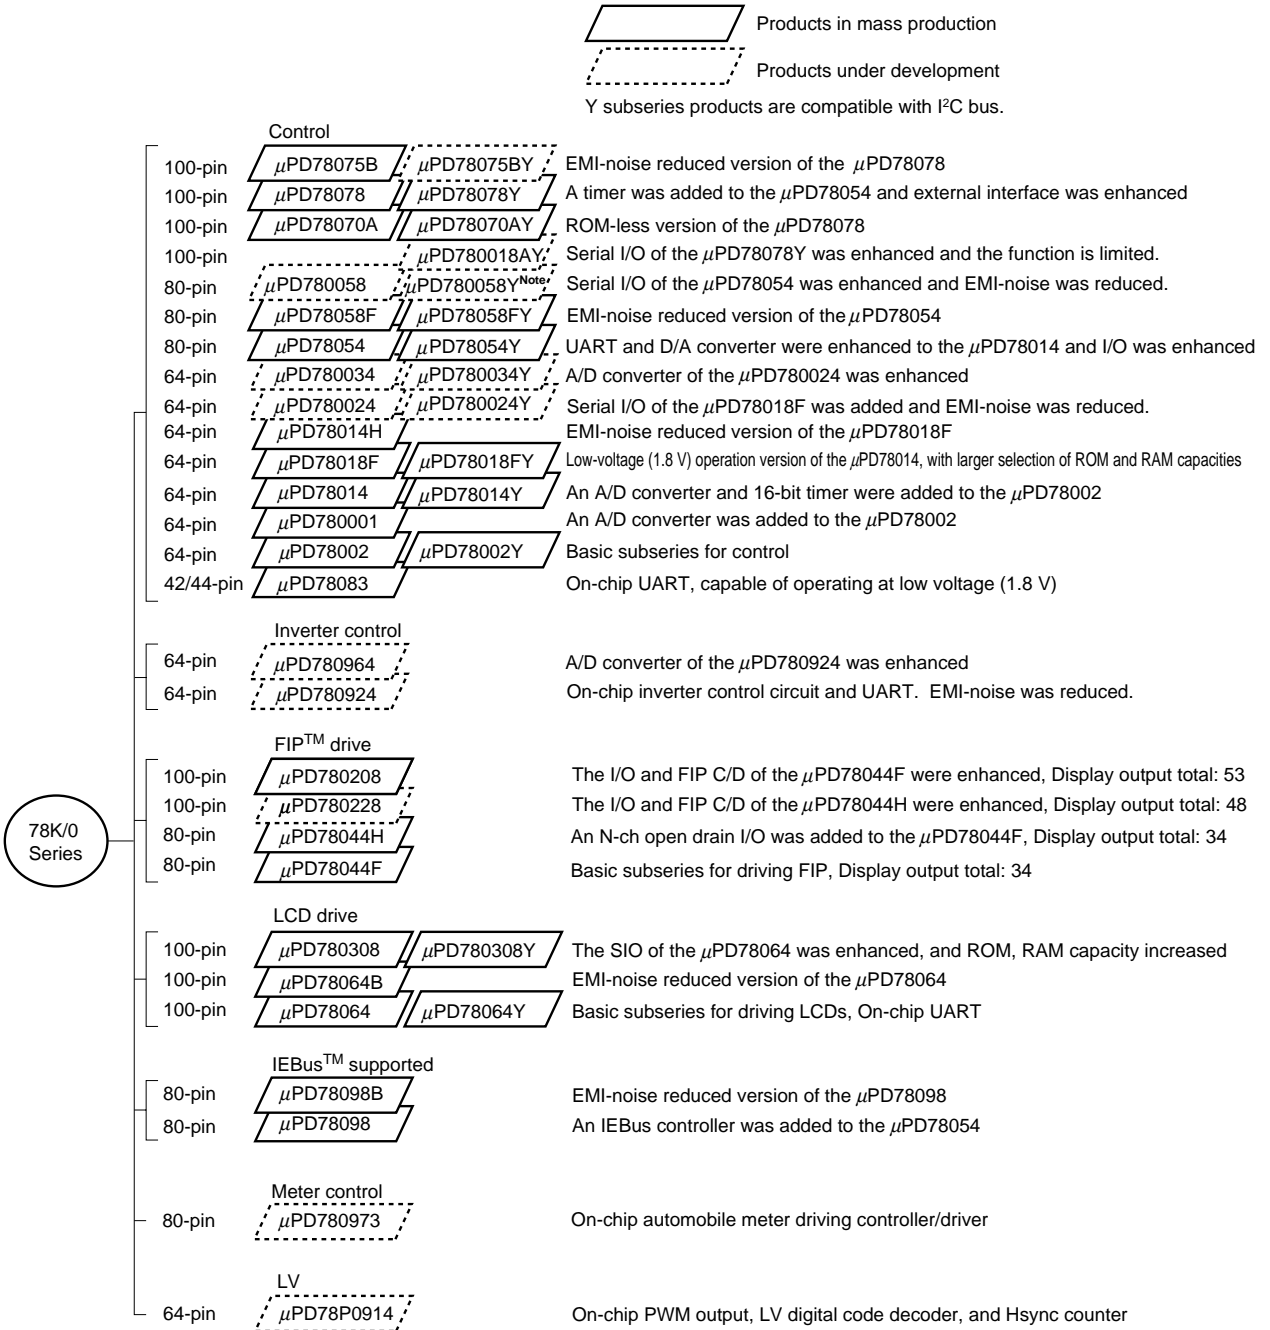 Products in mass production
Products under development
Y subseries products are compatible with I²C bus.
Control
100-pin μPD78075B μPD78075BY EMI-noise reduced version of the μPD78078
100-pin μPD78078 μPD78078Y A timer was added to the μPD78054 and external interface was enhanced
100-pin μPD78070A μPD78070AY ROM-less version of the μPD78078
100-pin μPD780018AY Serial I/O of the μPD78078Y was enhanced and the function is limited.
80-pin μPD780058 μPD780058Y Note Serial I/O of the μPD78054 was enhanced and EMI-noise was reduced.
80-pin μPD78058F μPD78058FY EMI-noise reduced version of the μPD78054
80-pin μPD78054 μPD78054Y UART and D/A converter were enhanced to the μPD78014 and I/O was enhanced
64-pin μPD780034 μPD780034Y A/D converter of the μPD780024 was enhanced
64-pin μPD780024 μPD780024Y Serial I/O of the μPD78018F was added and EMI-noise was reduced.
64-pin μPD78014H EMI-noise reduced version of the μPD78018F
64-pin μPD78018F μPD78018FY Low-voltage (1.8 V) operation version of the μPD78014, with larger selection of ROM and RAM capacities
64-pin μPD78014 μPD78014Y An A/D converter and 16-bit timer were added to the μPD78002
64-pin μPD780001 An A/D converter was added to the μPD78002
64-pin μPD78002 μPD78002Y Basic subseries for control
42/44-pin μPD78083 On-chip UART, capable of operating at low voltage (1.8 V)
Inverter control
64-pin μPD780964 A/D converter of the μPD780924 was enhanced
64-pin μPD780924 On-chip inverter control circuit and UART. EMI-noise was reduced.
FIP™ drive
100-pin μPD780208 The I/O and FIP C/D of the μPD78044F were enhanced, Display output total: 53
100-pin μPD780228 The I/O and FIP C/D of the μPD78044H were enhanced, Display output total: 48
78K/0
Series
80-pin μPD78044H An N-ch open drain I/O was added to the μPD78044F, Display output total: 34
80-pin μPD78044F Basic subseries for driving FIP, Display output total: 34
LCD drive
100-pin μPD780308 μPD780308Y The SIO of the μPD78064 was enhanced, and ROM, RAM capacity increased
100-pin μPD78064B EMI-noise reduced version of the μPD78064
100-pin μPD78064 μPD78064Y Basic subseries for driving LCDs, On-chip UART
IEBus™ supported
80-pin μPD78098B EMI-noise reduced version of the μPD78098
80-pin μPD78098 An IEBus controller was added to the μPD78054
Meter control
80-pin μPD780973 On-chip automobile meter driving controller/driver
LV
64-pin μPD78P0914 On-chip PWM output, LV digital code decoder, and Hsync counter